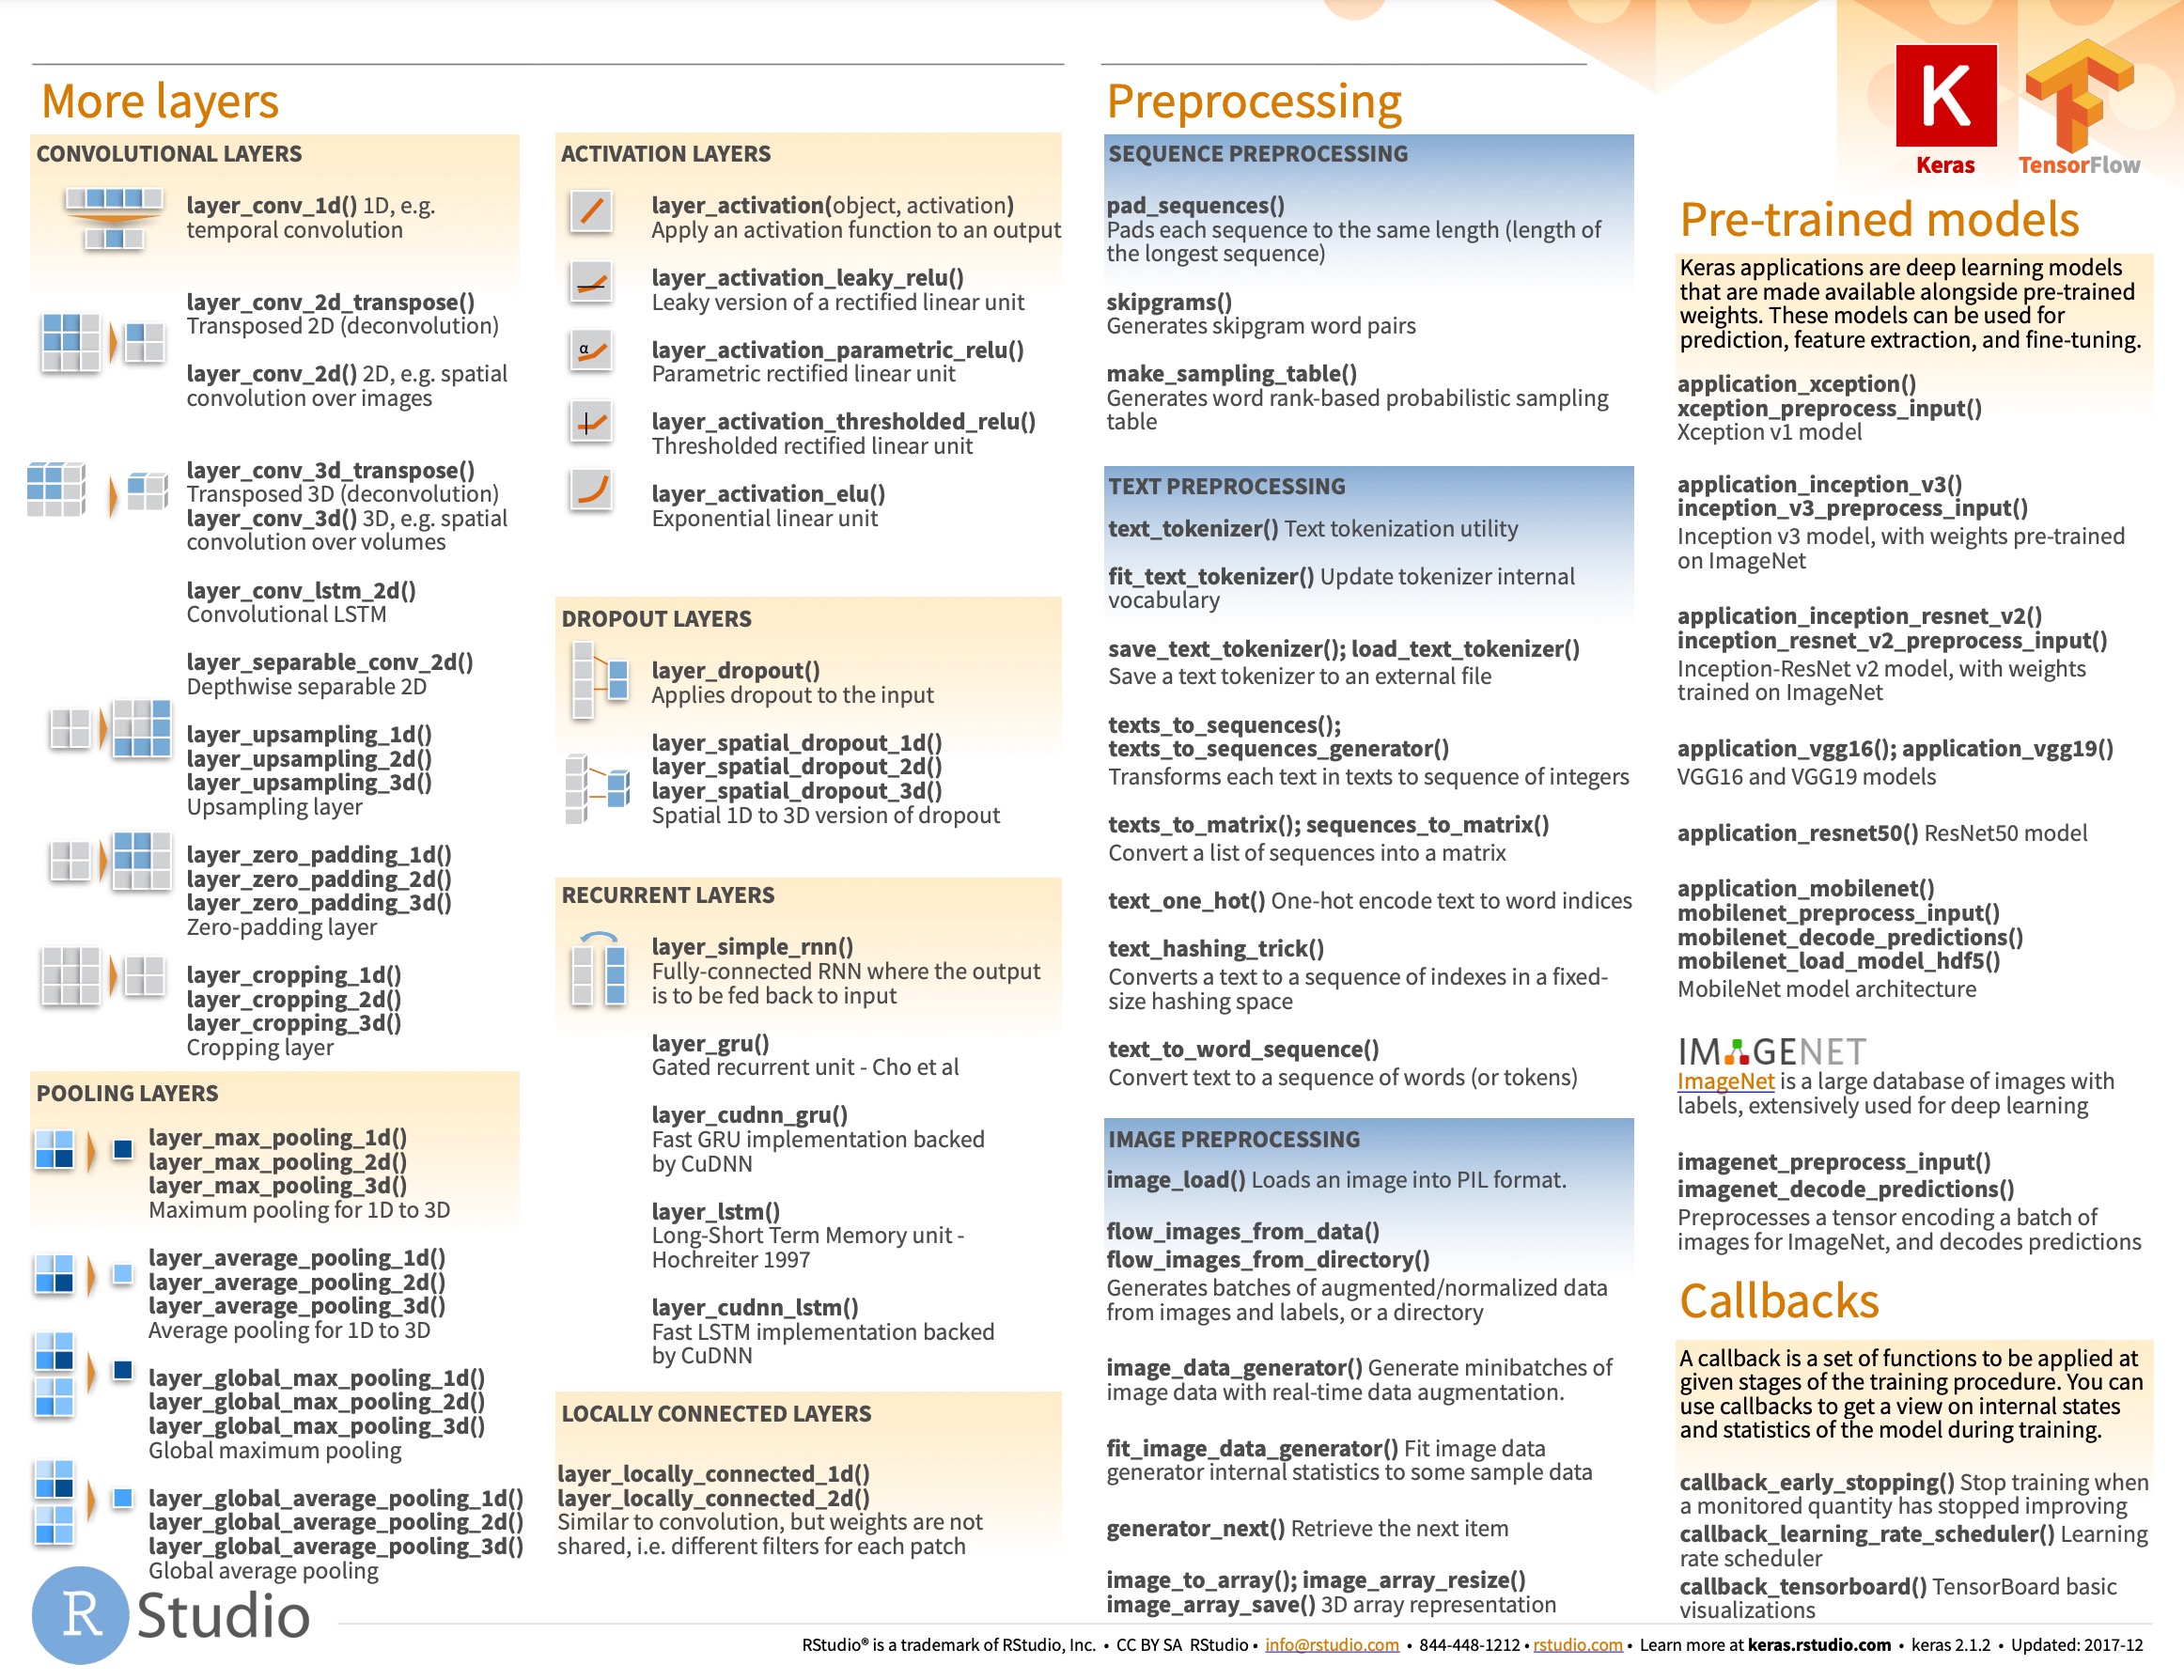 More layers
CONVOLUTIONAL LAYERS
layer_conv_1d() 1D, e.g.
temporal convolution
layer_conv_2d_transpose()
Transposed 2D (deconvolution)
layer_conv_2d() 2D, e.g. spatial
convolution over images
layer_conv_3d_transpose()
Transposed 3D (deconvolution)
layer_conv_3d() 3D, e.g. spatial
convolution over volumes
layer_conv_lstm_2d()
Convolutional LSTM
layer_separable_conv_2d()
Depthwise separable 2D
layer_upsampling_1d()
layer_upsampling_2d()
layer_upsampling_3d()
Upsampling layer
layer_zero_padding_1d()
layer_zero_padding_2d()
layer_zero_padding_3d()
Zero-padding layer
layer_cropping_1d()
layer_cropping_2d()
layer_cropping_3d()
Cropping layer
POOLING LAYERS
layer_max_pooling_1d()
layer_max_pooling_2d()
layer_max_pooling_3d()
Maximum pooling for 1D to 3D
layer_average_pooling_1d()
layer_average_pooling_2d()
layer_average_pooling_3d()
Average pooling for 1D to 3D
layer_global_max_pooling_1d()
layer_global_max_pooling_2d()
layer_global_max_pooling_3d()
Global maximum pooling
layer_global_average_pooling_1d()
layer_global_average_pooling_2d()
layer_global_average_pooling_3d()
Global average pooling
ACTIVATION LAYERS
layer_activation(object, activation)
Apply an activation function to an output
layer_activation_leaky_relu()
Leaky version of a rectified linear unit
α
layer_activation_parametric_relu()
Parametric rectified linear unit
layer_activation_thresholded_relu()
Thresholded rectified linear unit
layer_activation_elu()
Exponential linear unit
DROPOUT LAYERS
layer_dropout()
Applies dropout to the input
layer_spatial_dropout_1d()
layer_spatial_dropout_2d()
layer_spatial_dropout_3d()
Spatial 1D to 3D version of dropout
RECURRENT LAYERS
layer_simple_rnn()
Fully-connected RNN where the output
is to be fed back to input
layer_gru()
Gated recurrent unit - Cho et al
layer_cudnn_gru()
Fast GRU implementation backed
by CuDNN
layer_lstm()
Long-Short Term Memory unit -
Hochreiter 1997
layer_cudnn_lstm()
Fast LSTM implementation backed
by CuDNN
LOCALLY CONNECTED LAYERS
layer_locally_connected_1d()
layer_locally_connected_2d()
Similar to convolution, but weights are not
shared, i.e. different filters for each patch
Preprocessing
SEQUENCE PREPROCESSING
pad_sequences()
Pads each sequence to the same length (length of
the longest sequence)
skipgrams()
Generates skipgram word pairs
make_sampling_table()
Generates word rank-based probabilistic sampling
table
TEXT PREPROCESSING
text_tokenizer() Text tokenization utility
fit_text_tokenizer() Update tokenizer internal
vocabulary
save_text_tokenizer(); load_text_tokenizer()
Save a text tokenizer to an external file
texts_to_sequences();
texts_to_sequences_generator()
Transforms each text in texts to sequence of integers
texts_to_matrix(); sequences_to_matrix()
Convert a list of sequences into a matrix
text_one_hot() One-hot encode text to word indices
text_hashing_trick()
Converts a text to a sequence of indexes in a fixed-
size hashing space
text_to_word_sequence()
Convert text to a sequence of words (or tokens)
IMAGE PREPROCESSING
image_load() Loads an image into PIL format.
flow_images_from_data()
flow_images_from_directory()
Generates batches of augmented/normalized data
from images and labels, or a directory
image_data_generator() Generate minibatches of
image data with real-time data augmentation.
fit_image_data_generator() Fit image data
generator internal statistics to some sample data
generator_next() Retrieve the next item
image_to_array(); image_array_resize()
image_array_save() 3D array representation
K
Keras
TensorFlow
Pre-trained models
Keras applications are deep learning models
that are made available alongside pre-trained
weights. These models can be used for
prediction, feature extraction, and fine-tuning.
application_xception()
xception_preprocess_input()
Xception v1 model
application_inception_v3()
inception_v3_preprocess_input()
Inception v3 model, with weights pre-trained
on ImageNet
application_inception_resnet_v2()
inception_resnet_v2_preprocess_input()
Inception-ResNet v2 model, with weights
trained on ImageNet
application_vgg16(); application_vgg19()
VGG16 and VGG19 models
application_resnet50() ResNet50 model
application_mobilenet()
mobilenet_preprocess_input()
mobilenet_decode_predictions()
mobilenet_load_model_hdf5()
MobileNet model architecture
IMAGENET
ImageNet is a large database of images with
labels, extensively used for deep learning
imagenet_preprocess_input()
imagenet_decode_predictions()
Preprocesses a tensor encoding a batch of
images for ImageNet, and decodes predictions
Callbacks
A callback is a set of functions to be applied at
given stages of the training procedure. You can
use callbacks to get a view on internal states
and statistics of the model during training.
callback_early_stopping() Stop training when
a monitored quantity has stopped improving
callback_learning_rate_scheduler() Learning
rate scheduler
callback_tensorboard() TensorBoard basic
visualizations
R Studio
RStudio® is a trademark of RStudio, Inc. • CC BY SA RStudio • info@rstudio.com • 844-448-1212 • rstudio.com • Learn more at keras.rstudio.com • keras 2.1.2 • Updated: 2017-12